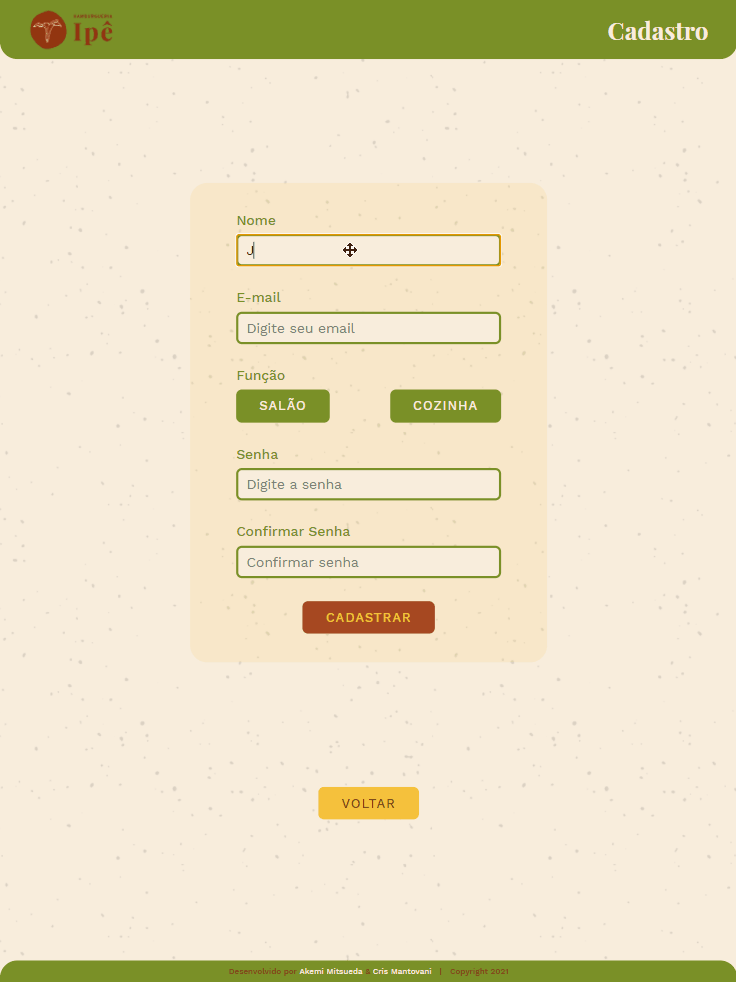 HAMBURGUERIA
Ipê
Cadastro
Nome
J
E-mail
Digite seu email
Função
SALÃO COZINHA
Senha
Digite a senha
Confirmar Senha
Confirmar senha
CADASTRAR
VOLTAR
Desenvolvido por Akemi Mitsueda & Cris Mantovani | Copyright 2021